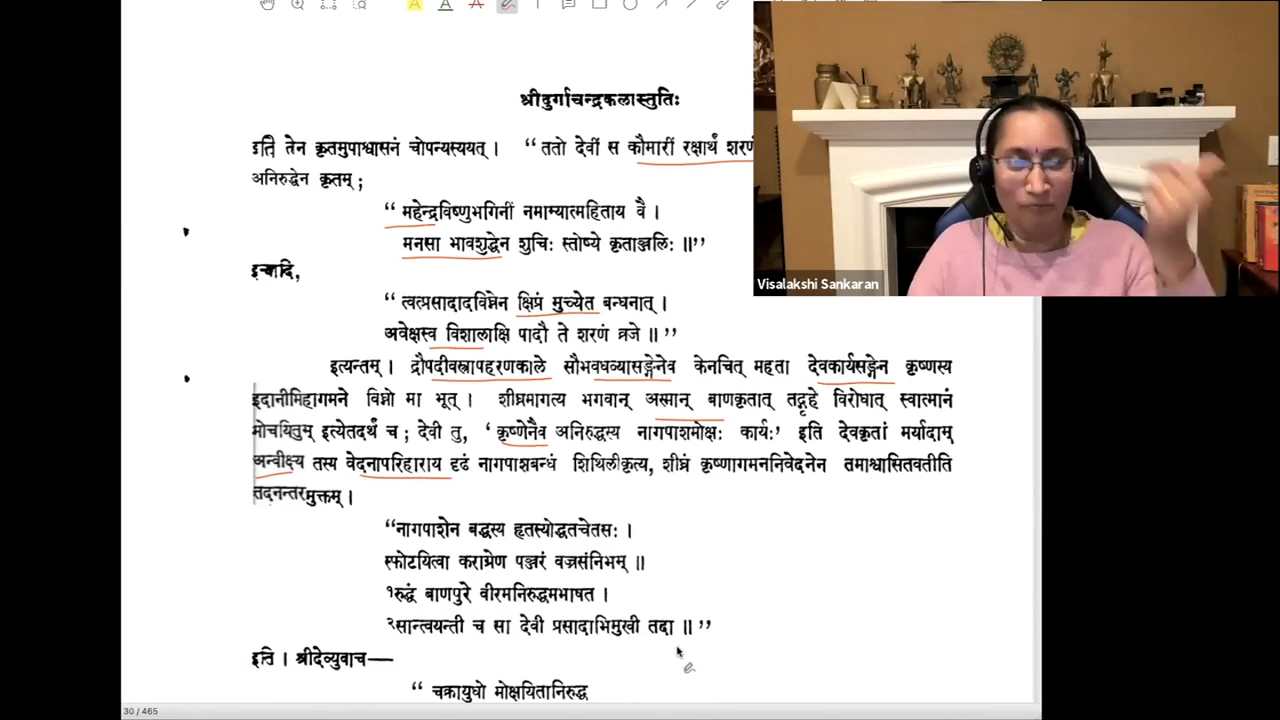 श्रीदुर्गाचन्द्रकलास्तुतिः
इति तेन कृतमुपाश्वासनं चोपन्यस्ययत् । “ ततो देवीं स कौमारीं रक्षार्थं शरणं
अनिरुद्धेन कृतम् ;
“ महेन्द्रविष्णुभगिनीं नमाम्यात्महिताय वै ।
मनसा भावशुद्धेन शुचिः स्तोष्ये कृताञ्जलिः ॥”
इत्यादि,
“ त्वत्प्रसादादविघ्नेन क्षिप्रं मुच्येत बन्धनात् ।
अवेक्षस्व विशालाक्षि पादौ ते शरणं व्रजे ॥ ”
इत्यन्तम् । द्रौपदीवस्त्रापहरणकाले सौभवधव्यासङ्गेनेव केनचित् महता देवकार्यसङ्गेन कृष्णस्य
इदानीमिहागमने विघ्नो मा भूत् । शीघ्रमागत्य भगवान् अस्मान् बाणकृतात् तद्गृहे विरोधात् स्वात्मानं
मोचयितुम् इत्येतदर्थं च ; देवी तु, ‘ कृष्णेनैव अनिरुद्धस्य नागपाशमोक्षः कार्यः’ इति देवकृतां मर्यादाम्
अन्वीक्ष्य तस्य वेदनापरिहाराय दृढं नागपाशबन्धं शिथिलीकृत्य, शीघ्रं कृष्णागमननिवेदनेन तमाश्वासितवतीति
तदनन्तरमुक्तम् ।
“नागपाशेन बद्धस्य हृतस्योद्धतचेतसः ।
स्फोटयित्वा कराग्रेण पञ्जरं वज्रसंनिभम् ॥
१रुद्धं बाणपुरे वीरमनिरुद्धमभाषत ।
२सान्त्वयन्ती च सा देवी प्रसादाभिमुखी तदा ॥ ”
इति । श्रीदेव्युवाच—
“ चक्रायुधो मोक्षयितानिरुद्ध
30 / 465
Visalakshi Sankaran